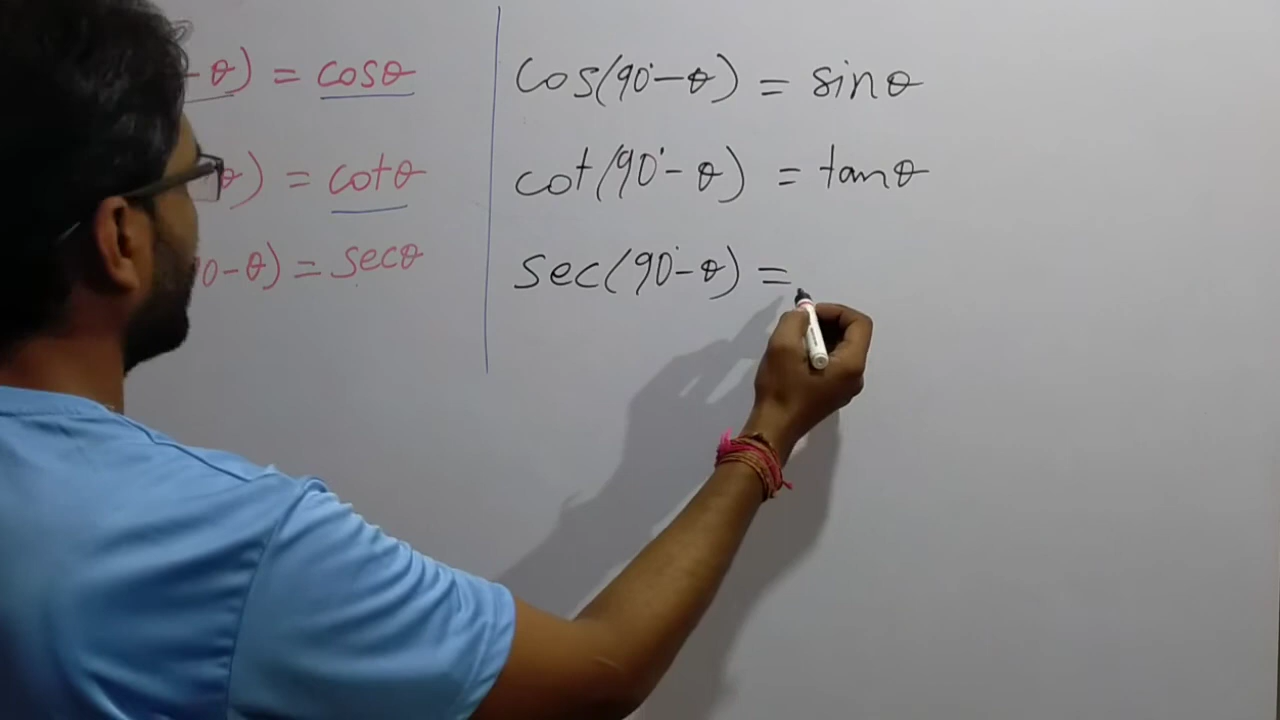 - θ) = cosθ
θ) = cotθ
0-θ) = secθ
cos(90°-θ) = sinθ
cot(90°-θ) = tanθ
sec(90°-θ) =